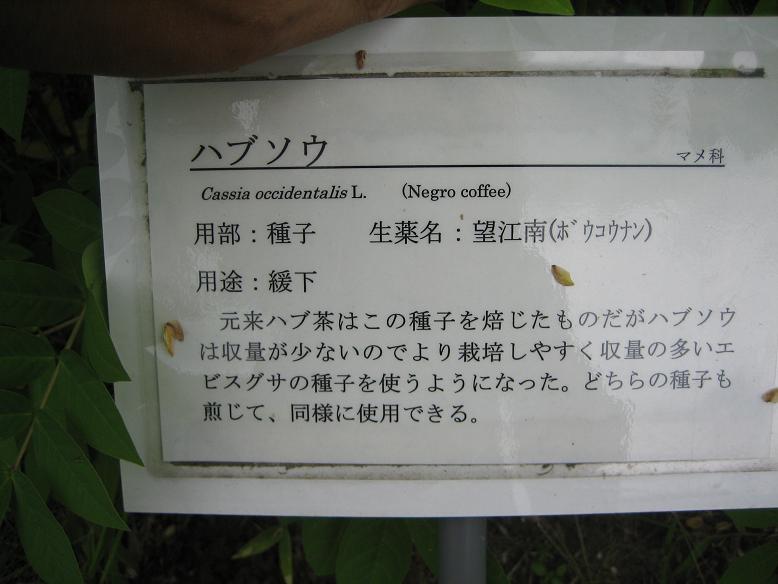 ハブソウ マメ科
Cassia occidentalis L. (Negro coffee)
用部：種子 生薬名：望江南(ﾎﾞｳｺｳﾅﾝ)
用途：緩下
元来ハブ茶はこの種子を焙じたものだがハブソウ
は収量が少ないのでより栽培しやすく収量の多いエ
ビスグサの種子を使うようになった。どちらの種子も
煎じて、同様に使用できる。